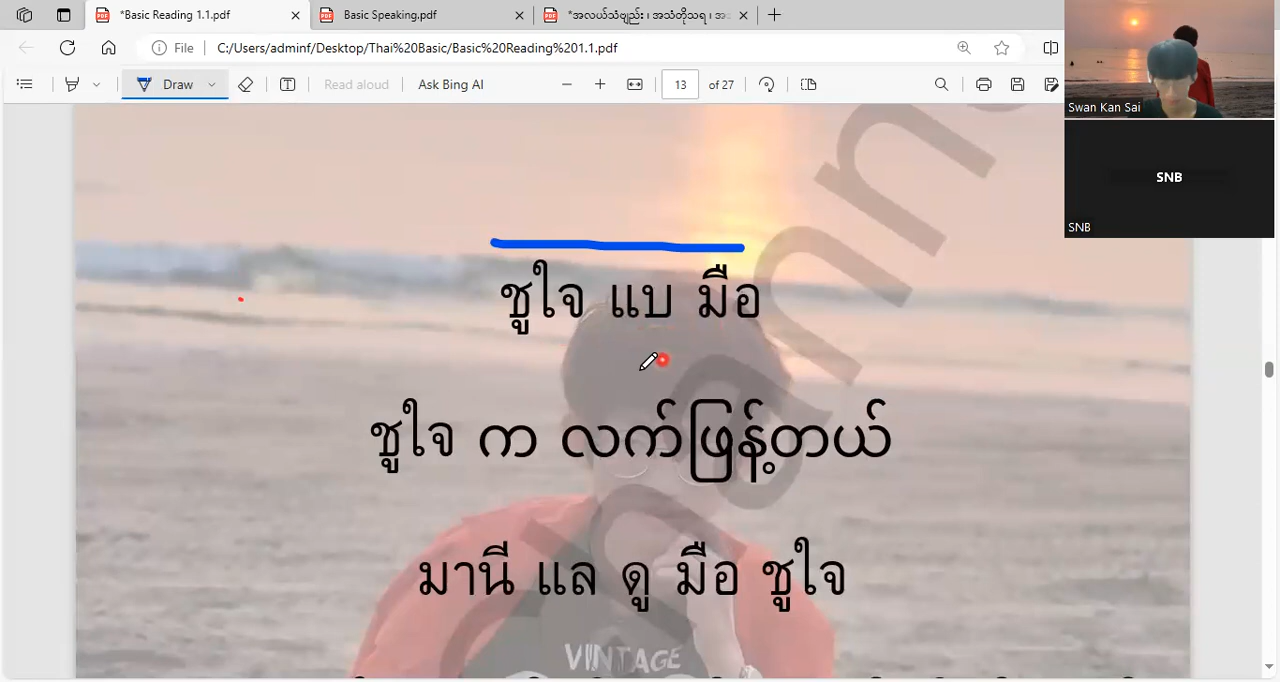 *Basic Reading 1.1.pdf
Basic Speaking.pdf
File
C:/Users/adminf/Desktop/Thai%20Basic/Basic%20Reading%201.1.pdf
Draw
Read aloud
Ask Bing AI
13 of 27
Swan Kan Sai
SNB
SNB
ชูใจ แบ มือ
ชูใจ က လက်ဖြန့်တယ်
มานี แล ดู มือ ชูใจ
VINTAGE